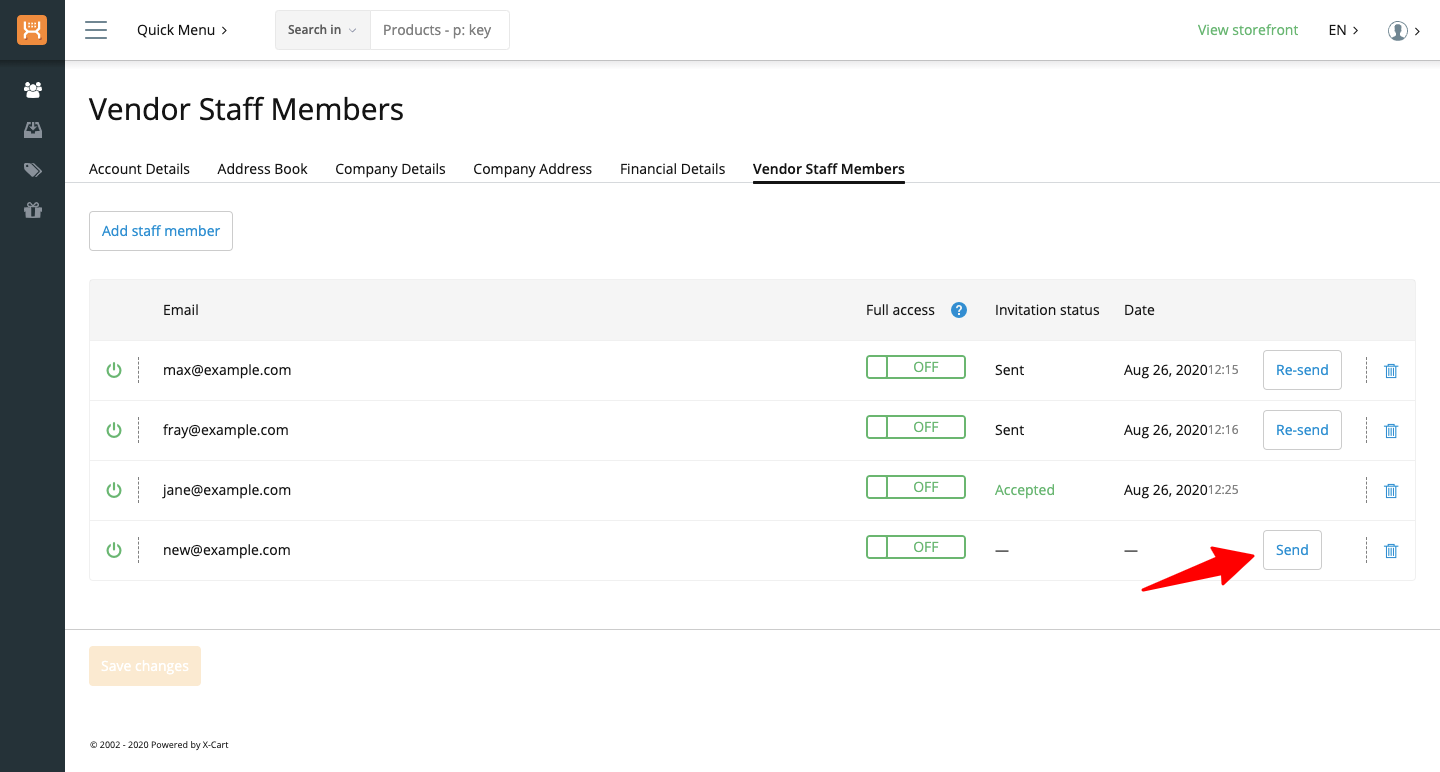 Quick Menu
Search in Products - p: key
View storefront
EN
Vendor Staff Members
Account Details Address Book Company Details Company Address Financial Details Vendor Staff Members
Add staff member
Email Full access ? Invitation status Date
max@example.com OFF Sent Aug 26, 2020 12:15 Re-send
fray@example.com OFF Sent Aug 26, 2020 12:16 Re-send
jane@example.com OFF Accepted Aug 26, 2020 12:25
new@example.com OFF — — Send
Save changes
© 2002 - 2020 Powered by X-Cart